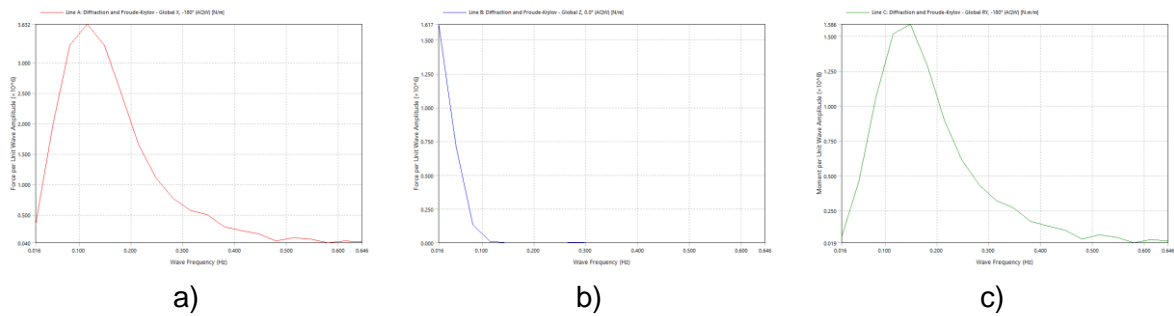 Line A: Diffraction and Froude-Krylov - Global X, -180° (AQW) [N/m]
3.632
3.000
2.500
2.000
1.500
1.000
0.500
0.040
Force per Unit Wave Amplitude (×10^6)
0.016 0.100 0.200 0.300 0.400 0.500 0.600 0.646
Wave Frequency (Hz)
a)
Line B: Diffraction and Froude-Krylov - Global Z, 0.0° (AQW) [N/m]
1.617
1.500
1.250
1.000
0.750
0.500
0.250
0.000
Force per Unit Wave Amplitude (×10^6)
0.016 0.100 0.200 0.300 0.400 0.500 0.600 0.646
Wave Frequency (Hz)
b)
Line C: Diffraction and Froude-Krylov - Global RY, -180° (AQW) [N.m/m]
1.586
1.500
1.250
1.000
0.750
0.500
0.250
0.019
Moment per Unit Wave Amplitude (×10^8)
0.016 0.100 0.200 0.300 0.400 0.500 0.600 0.646
Wave Frequency (Hz)
c)